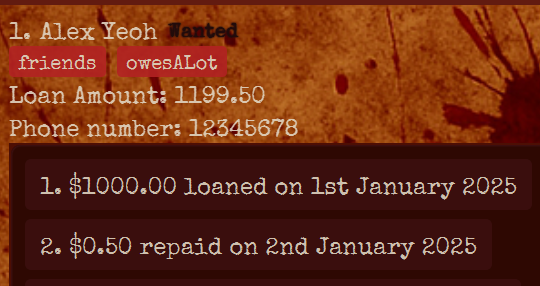 1. Alex Yeoh Wanted
friends owesALot
Loan Amount: 1199.50
Phone number: 12345678
1. $1000.00 loaned on 1st January 2025
2. $0.50 repaid on 2nd January 2025